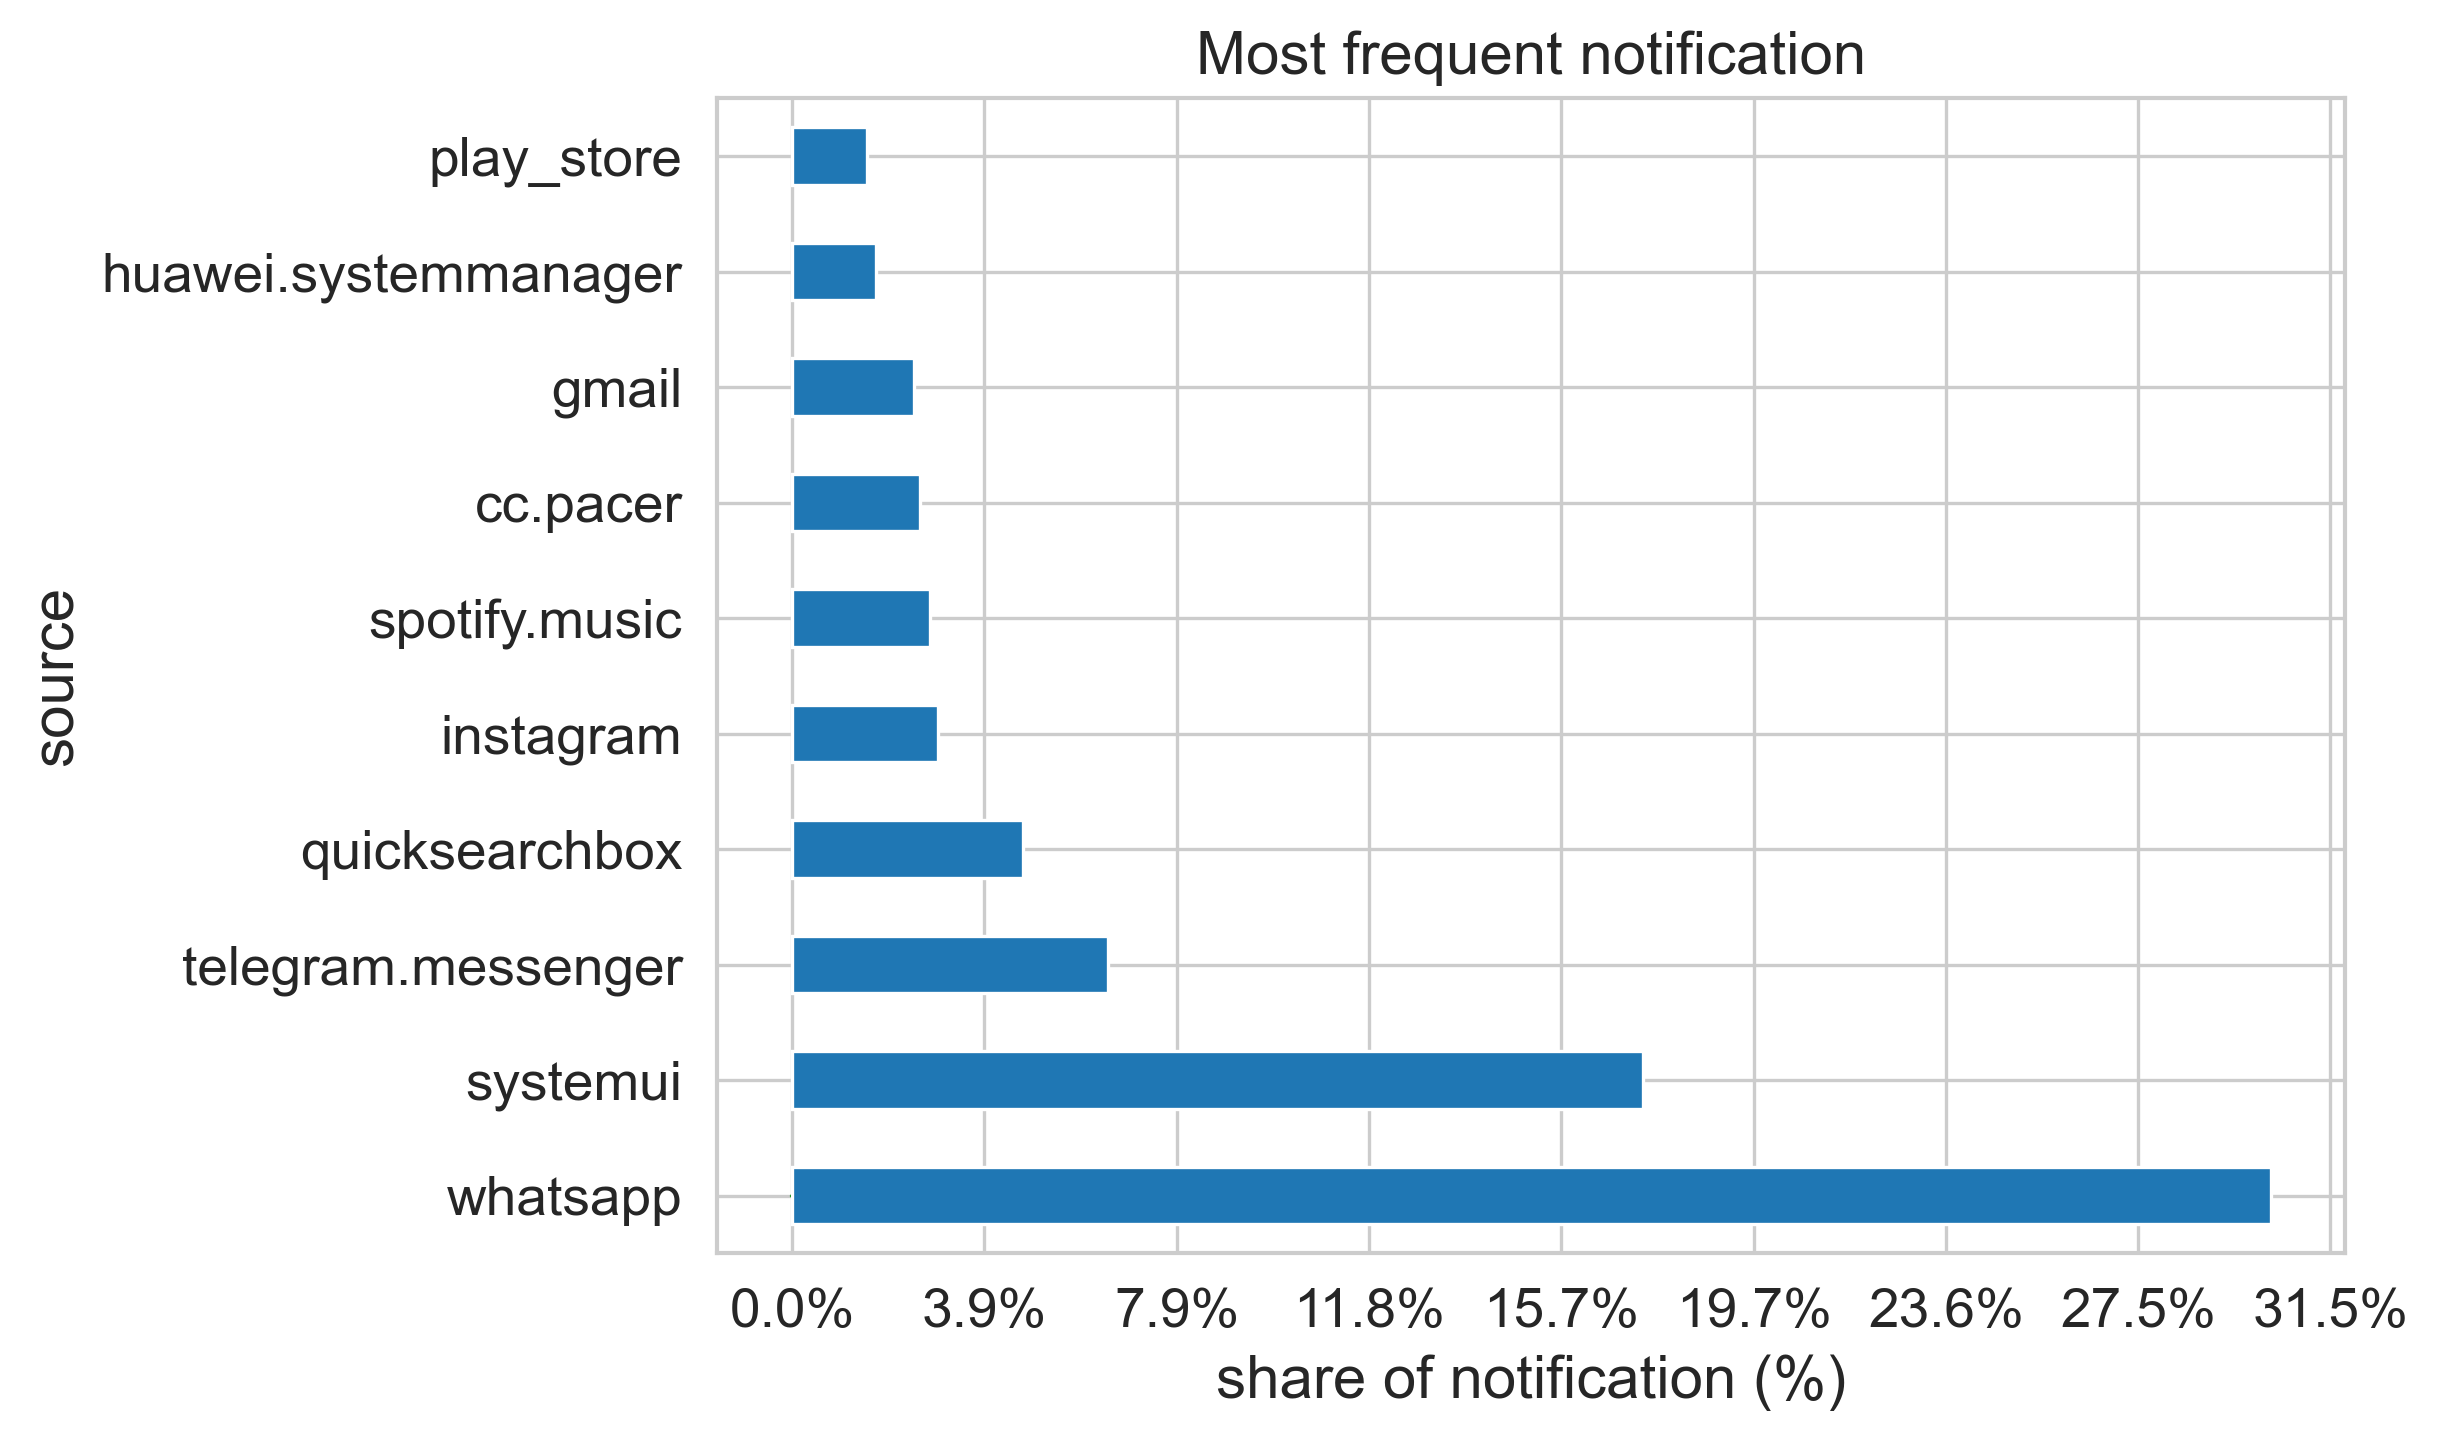 Most frequent notification
play_store
huawei.systemmanager
gmail
cc.pacer
spotify.music
instagram
quicksearchbox
telegram.messenger
systemui
whatsapp
source
0.0% 3.9% 7.9% 11.8% 15.7% 19.7% 23.6% 27.5% 31.5%
share of notification (%)